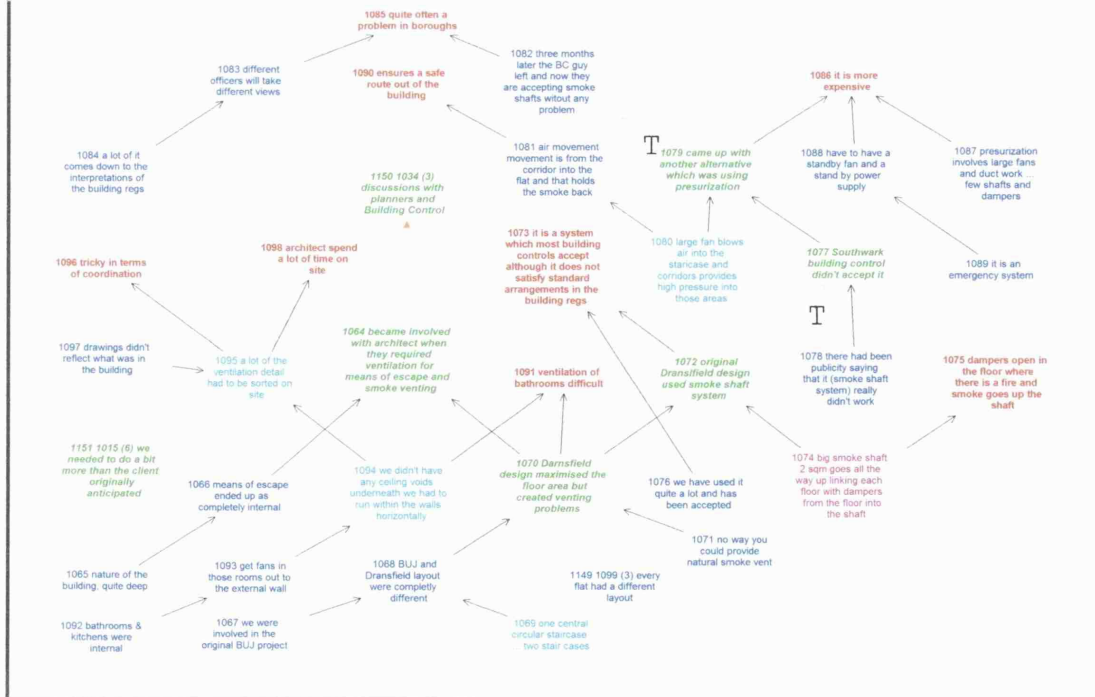 1085 quite often a
problem in boroughs
1083 different
officers will take
different views
1090 ensures a safe
route out of the
building
1082 three months
later the BC guy
left and now they
are accepting smoke
shafts witout any
problem
1086 it is more
expensive
1084 a lot of it
comes down to the
interpretations of
the building regs
1150 1034 (3)
discussions with
planners and
Building Control
1081 air movement
movement is from the
corridor into the
flat and that holds
the smoke back
T
1079 came up with
another alternative
which was using
presurization
1088 have to have a
standby fan and a
stand by power
supply
1087 presurization
involves large fans
and duct work ...
few shafts and
dampers
1096 tricky in terms
of coordination
1098 architect spend
a lot of time on
site
1073 it is a system
which most building
controls accept
although it does not
satisfy standard
arrangements in the
building regs
1080 large fan blows
air into the
staricase and
corridors provides
high pressure into
those areas
1077 Southwark
building control
didn't accept it
1089 it is an
emergency system
T
1097 drawings didn't
reflect what was in
the building
1095 a lot of the
ventilation detail
had to be sorted on
site
1064 became involved
with architect when
they required
ventilation for
means of escape and
smoke venting
1091 ventilation of
bathrooms difficult
1072 original
Dransifield design
used smoke shaft
system
1078 there had been
publicity saying
that it (smoke shaft
system) really
didn't work
1075 dampers open in
the floor where
there is a fire and
smoke goes up the
shaft
1151 1015 (6) we
needed to do a bit
more than the client
originally
anticipated
1066 means of escape
ended up as
completely internal
1094 we didn't have
any ceiling voids
underneath we had to
run within the walls
horizontally
1070 Darnsfield
design maximised the
floor area but
created venting
problems
1076 we have used it
quite a lot and has
been accepted
1074 big smoke shaft
2 sqm goes all the
way up linking each
floor with dampers
from the floor into
the shaft
1065 nature of the
building, quite deep
1093 get fans in
those rooms out to
the external wall
1068 BUJ and
Dransfield layout
were completly
different
1149 1099 (3) every
flat had a different
layout
1071 no way you
could provide
natural smoke vent
1092 bathrooms &
kitchens were
internal
1067 we were
involved in the
original BUJ project
1069 one central
circular staircase
... two stair cases